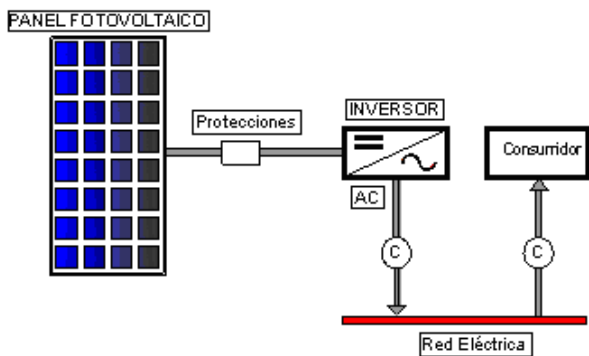 PANEL FOTOVOLTAICO
Protecciones
INVERSOR
Consumidor
AC
C
C
Red Eléctrica